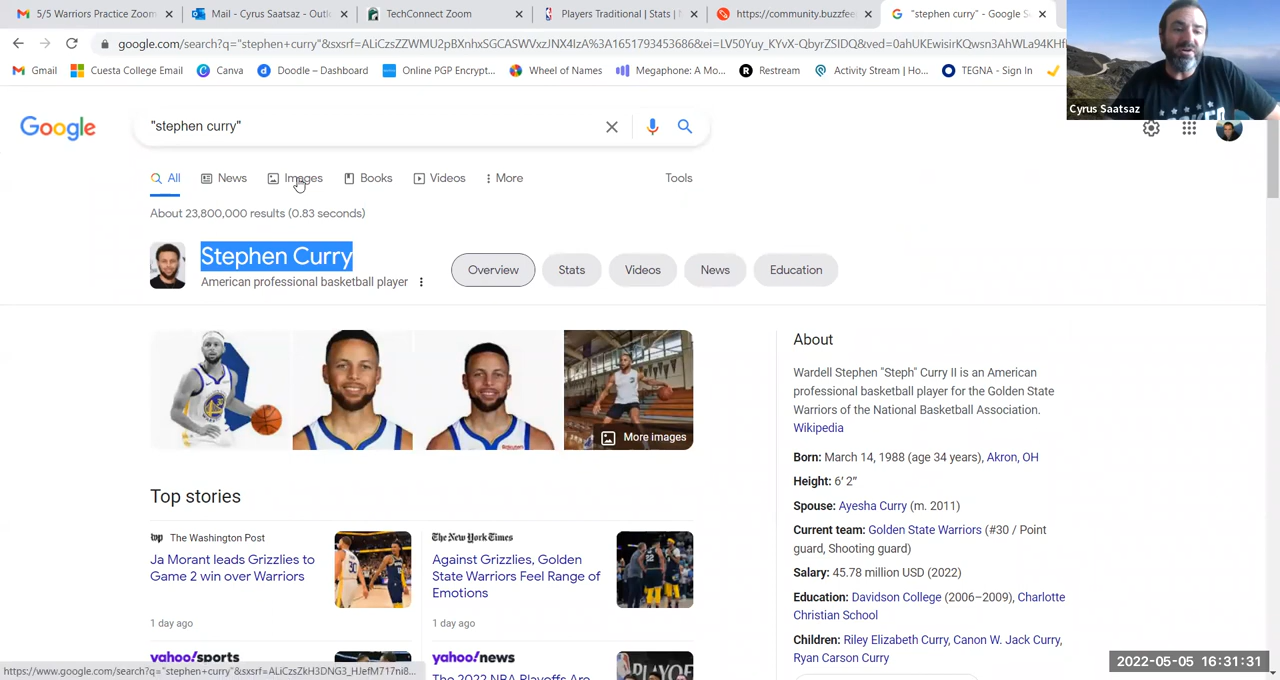 5/5 Warriors Practice Zoom
Mail - Cyrus Saatsaz - Outl
TechConnect Zoom
Players Traditional | Stats |
https://community.buzzfee
"stephen curry" - Google S
google.com/search?q="stephen+curry"&sxsrf=
Gmail
Cuesta College Email
Canva
Doodle – Dashboard
Online PGP Encrypt...
Wheel of Names
Megaphone: A Mo...
Restream
Activity Stream | Ho...
TEGNA - Sign In
Cyrus Saatsaz
Google
"stephen curry"
All
News
Images
Books
Videos
More
Tools
About 23,800,000 results (0.83 seconds)
Stephen Curry
American professional basketball player
Overview
Stats
Videos
News
Education
More images
About
Wardell Stephen "Steph" Curry II is an American
professional basketball player for the Golden State
Warriors of the National Basketball Association.
Wikipedia
Born: March 14, 1988 (age 34 years), Akron, OH
Height: 6′ 2″
Spouse: Ayesha Curry (m. 2011)
Current team: Golden State Warriors (#30 / Point
guard, Shooting guard)
Salary: 45.78 million USD (2022)
Education: Davidson College (2006–2009), Charlotte
Christian School
Children: Riley Elizabeth Curry, Canon W. Jack Curry,
Ryan Carson Curry
Top stories
The Washington Post
Ja Morant leads Grizzlies to
Game 2 win over Warriors
1 day ago
The New York Times
Against Grizzlies, Golden
State Warriors Feel Range of
Emotions
1 day ago
yahoo!sports
yahoo!news
The 2022 NBA Playoffs Are
2022-05-05 16:31:31